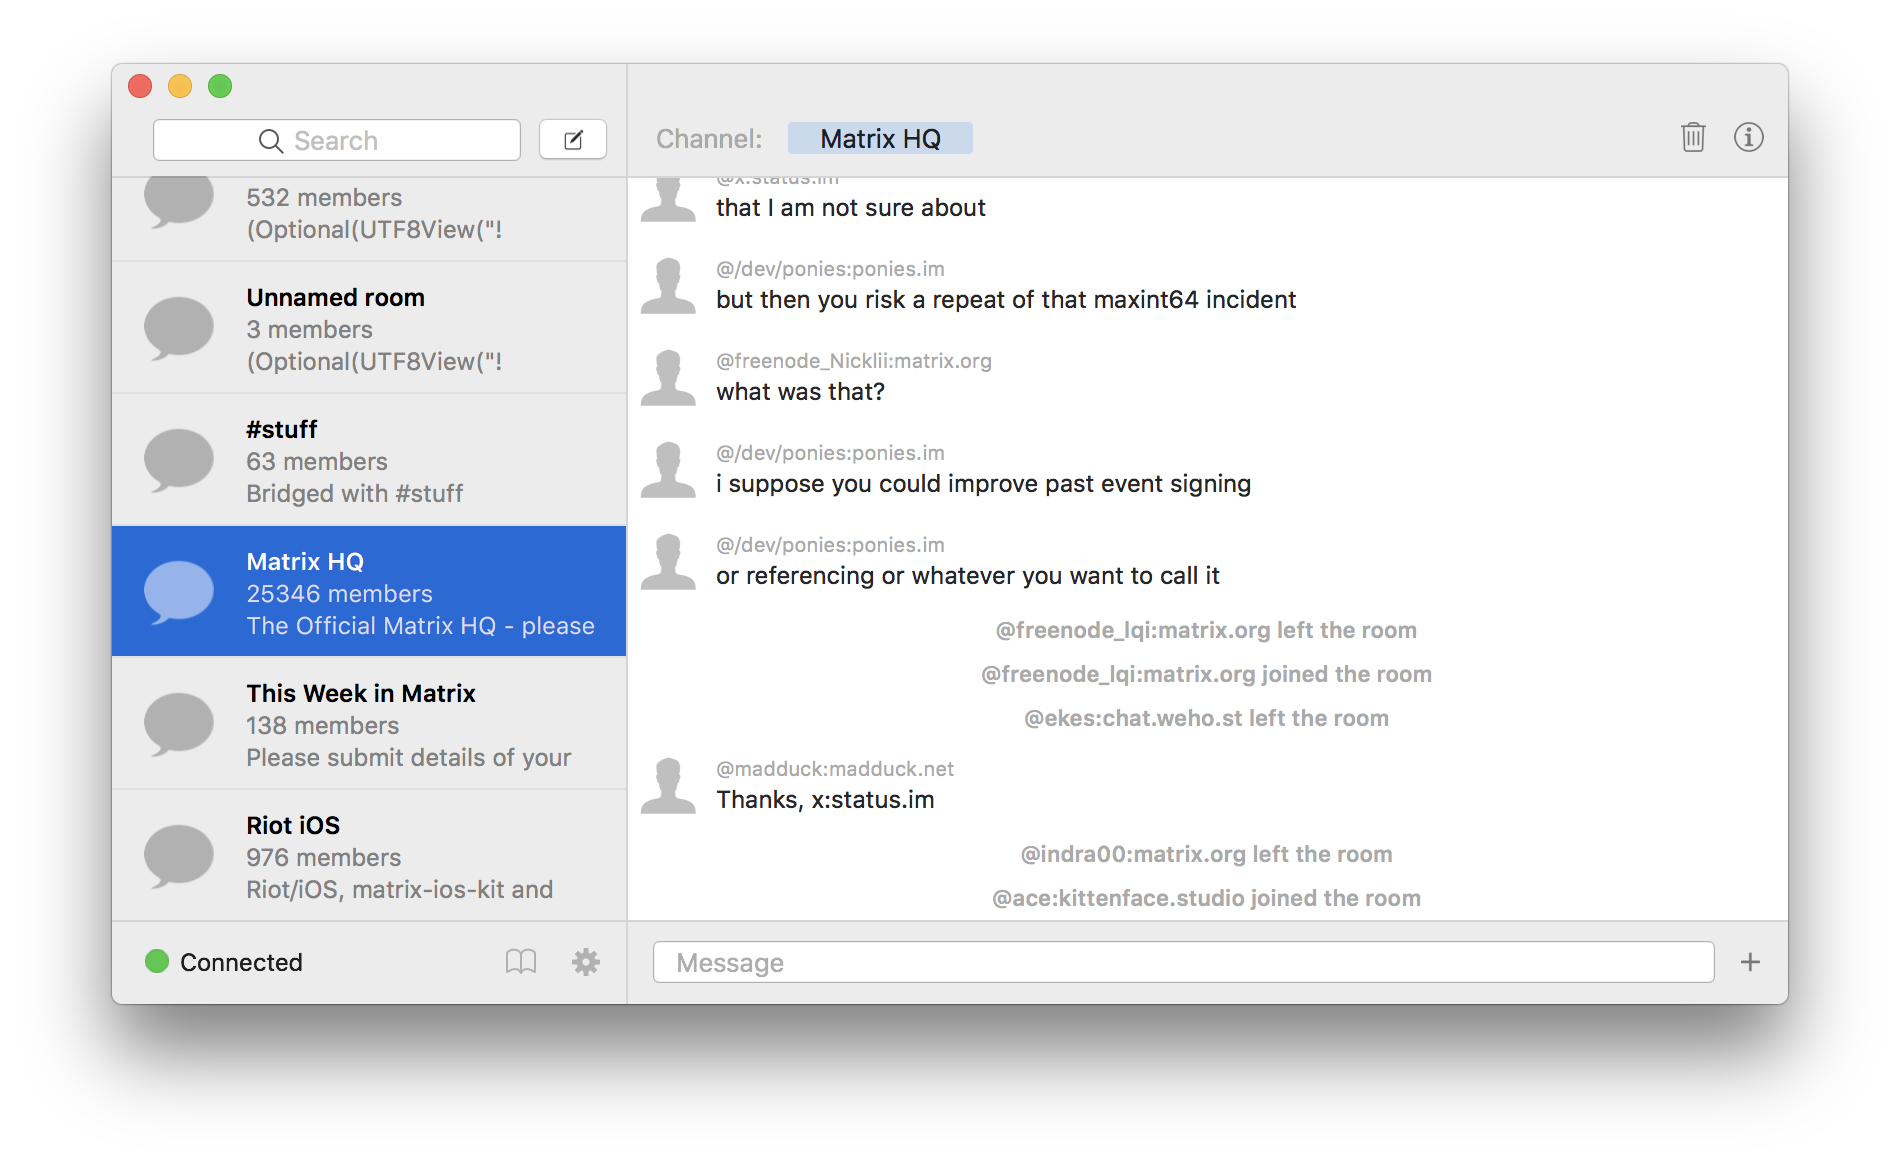 Search
Channel:
Matrix HQ
532 members
(Optional(UTF8View("!
Unnamed room
3 members
(Optional(UTF8View("!
#stuff
63 members
Bridged with #stuff
Matrix HQ
25346 members
The Official Matrix HQ - please
This Week in Matrix
138 members
Please submit details of your
Riot iOS
976 members
Riot/iOS, matrix-ios-kit and
Connected
@x:status.im
that I am not sure about
@/dev/ponies:ponies.im
but then you risk a repeat of that maxint64 incident
@freenode_Nicklii:matrix.org
what was that?
@/dev/ponies:ponies.im
i suppose you could improve past event signing
@/dev/ponies:ponies.im
or referencing or whatever you want to call it
@freenode_lqi:matrix.org left the room
@freenode_lqi:matrix.org joined the room
@ekes:chat.weho.st left the room
@madduck:madduck.net
Thanks, x:status.im
@indra00:matrix.org left the room
@ace:kittenface.studio joined the room
Message